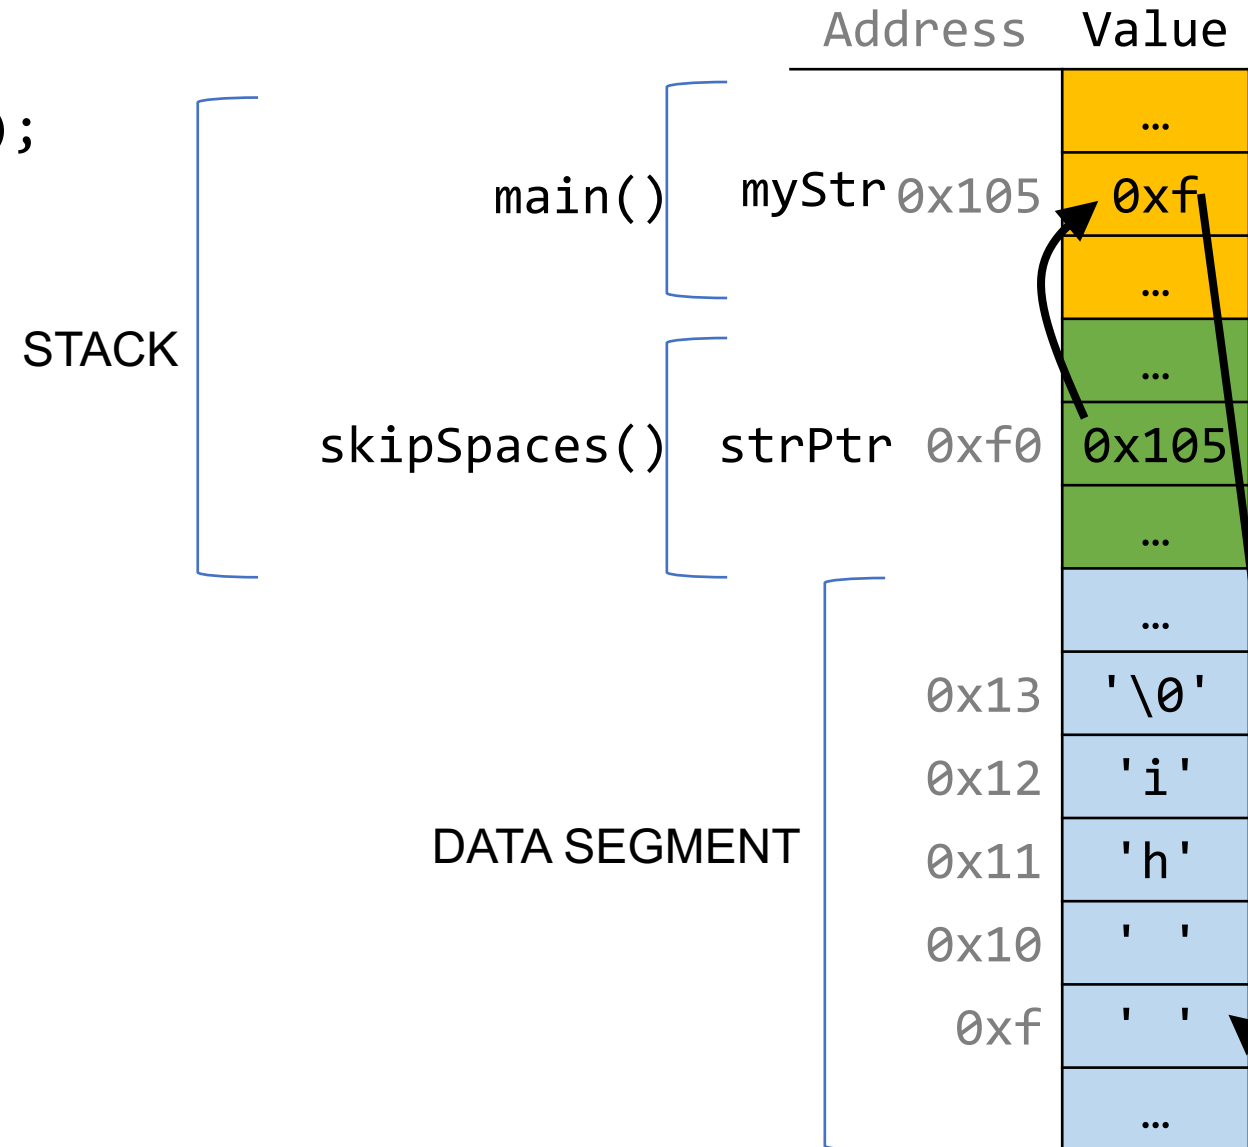 Address Value
…
);
main() myStr 0x105 0xf
…
STACK
…
skipSpaces() strPtr 0xf0 0x105
…
…
0x13 '\0'
0x12 'i'
DATA SEGMENT
0x11 'h'
0x10 ' '
0xf ' '
…